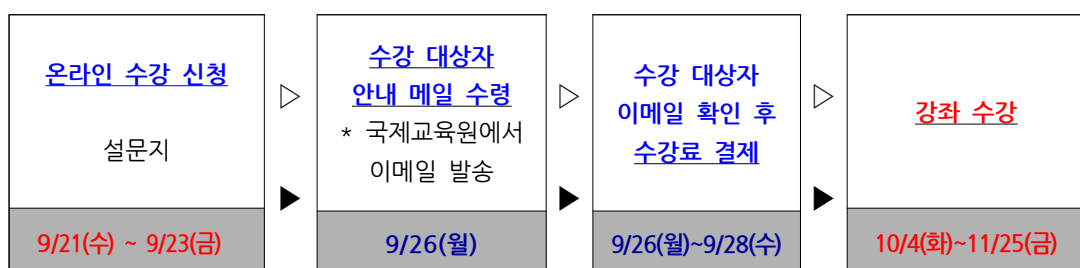 온라인 수강 신청
설문지
9/21(수) ~ 9/23(금)
▷
▶
수강 대상자
안내 메일 수령
* 국제교육원에서
이메일 발송
9/26(월)
▷
▶
수강 대상자
이메일 확인 후
수강료 결제
9/26(월)~9/28(수)
▷
▶
강좌 수강
10/4(화)~11/25(금)